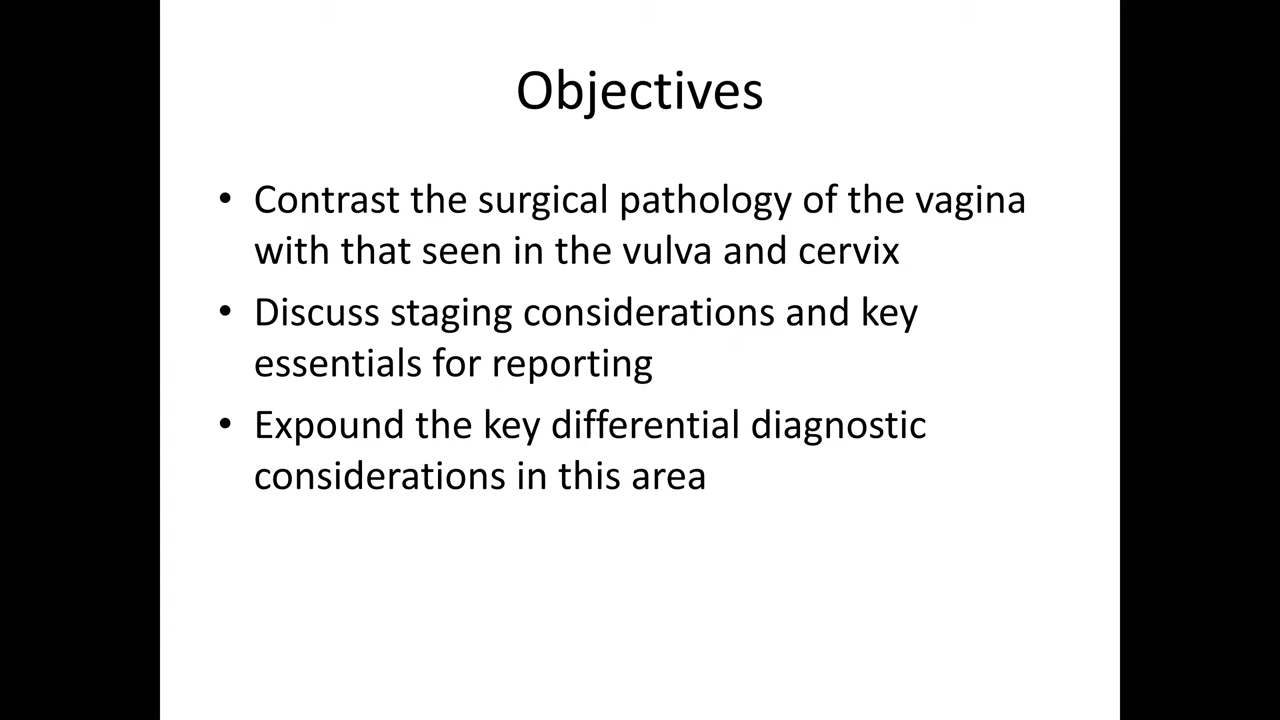 Objectives
• Contrast the surgical pathology of the vagina
with that seen in the vulva and cervix
• Discuss staging considerations and key
essentials for reporting
• Expound the key differential diagnostic
considerations in this area